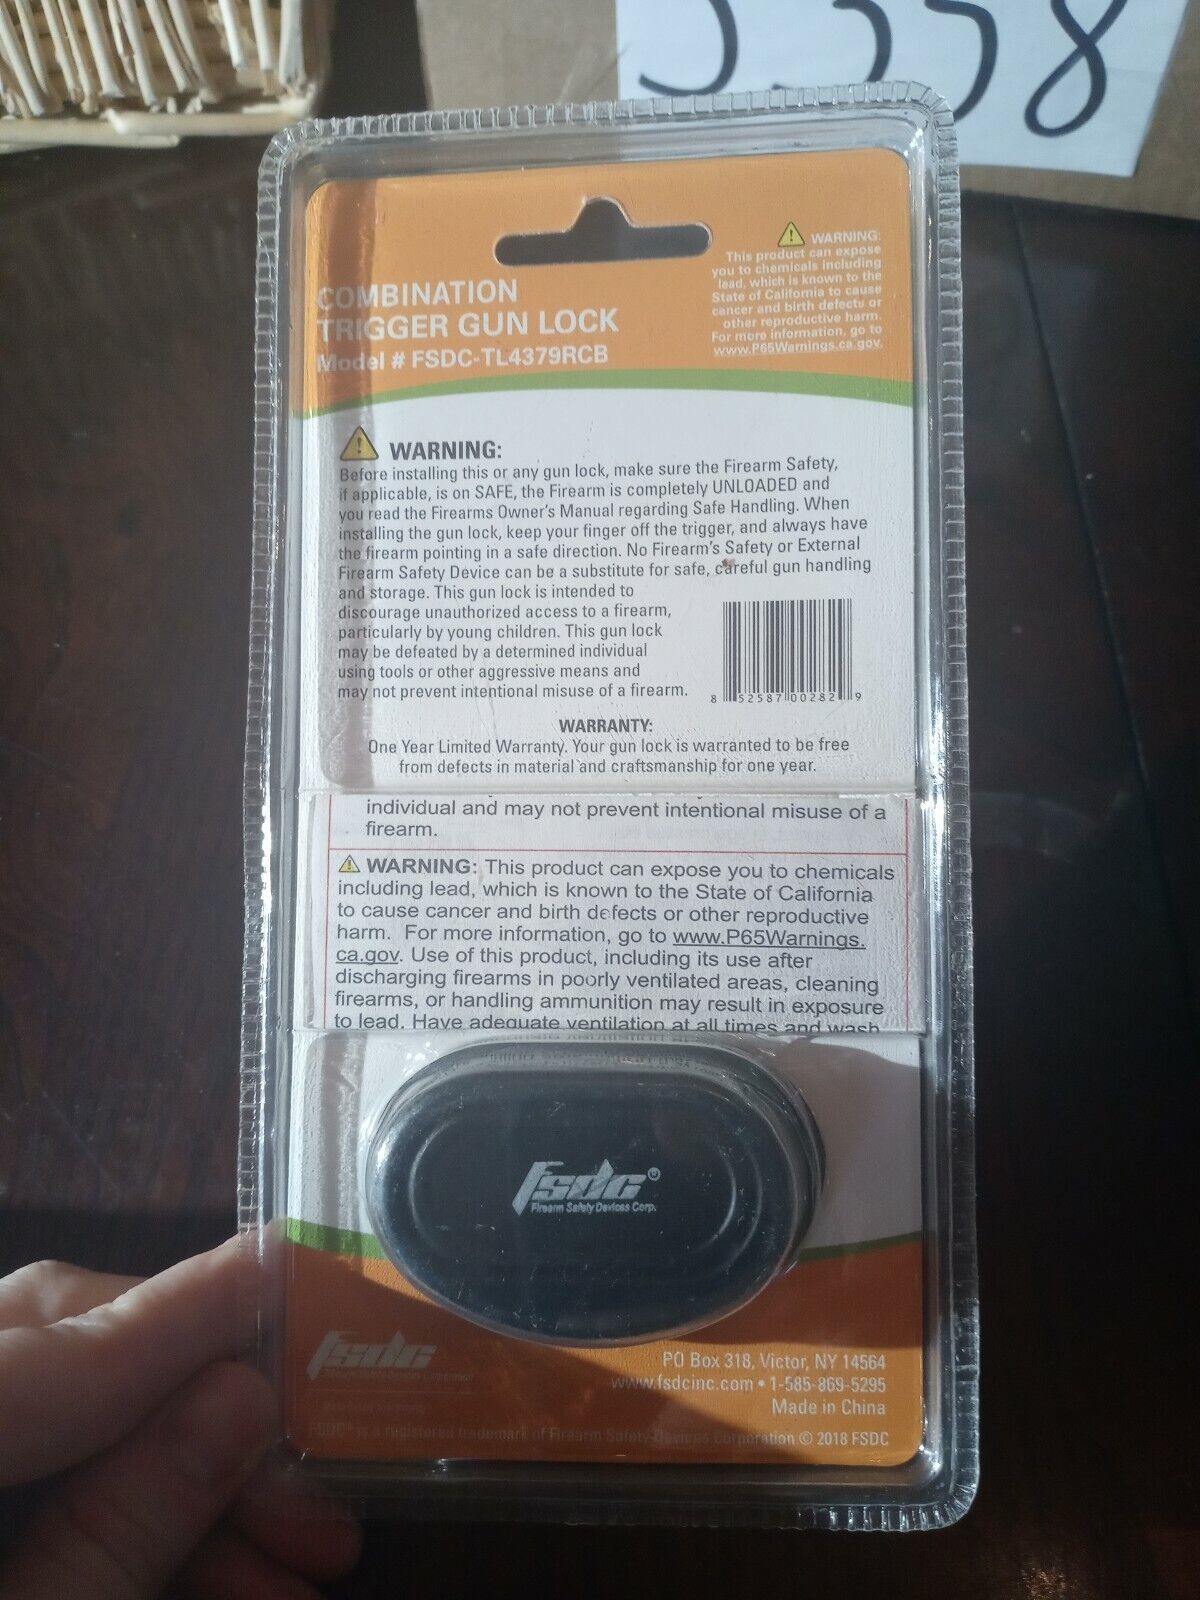 COMBINATION
TRIGGER GUN LOCK
Model # FSDC-TL4379RCB
WARNING:
This product can expose
you to chemicals including
lead, which is known to the
State of California to cause
cancer and birth defects or
other reproductive harm.
For more information, go to
www.P65Warnings.ca.gov.
WARNING:
Before installing this or any gun lock, make sure the Firearm Safety,
if applicable, is on SAFE, the Firearm is completely UNLOADED and
you read the Firearms Owner's Manual regarding Safe Handling. When
installing the gun lock, keep your finger off the trigger, and always have
the firearm pointing in a safe direction. No Firearm's Safety or External
Firearm Safety Device can be a substitute for safe, careful gun handling
and storage. This gun lock is intended to
discourage unauthorized access to a firearm,
particularly by young children. This gun lock
may be defeated by a determined individual
using tools or other aggressive means and
may not prevent intentional misuse of a firearm.
8 52587 00282 9
WARRANTY:
One Year Limited Warranty. Your gun lock is warranted to be free
from defects in material and craftsmanship for one year.
individual and may not prevent intentional misuse of a
firearm.
WARNING: This product can expose you to chemicals
including lead, which is known to the State of California
to cause cancer and birth defects or other reproductive
harm. For more information, go to www.P65Warnings.
ca.gov. Use of this product, including its use after
discharging firearms in poorly ventilated areas, cleaning
firearms, or handling ammunition may result in exposure
to lead. Have adequate ventilation at all times and wash
fsdc®
Firearm Safety Devices Corp.
fsdc
PO Box 318, Victor, NY 14564
www.fsdcinc.com • 1-585-869-5295
Made in China
FSDC® is a registered trademark of Firearm Safety Devices Corporation © 2018 FSDC